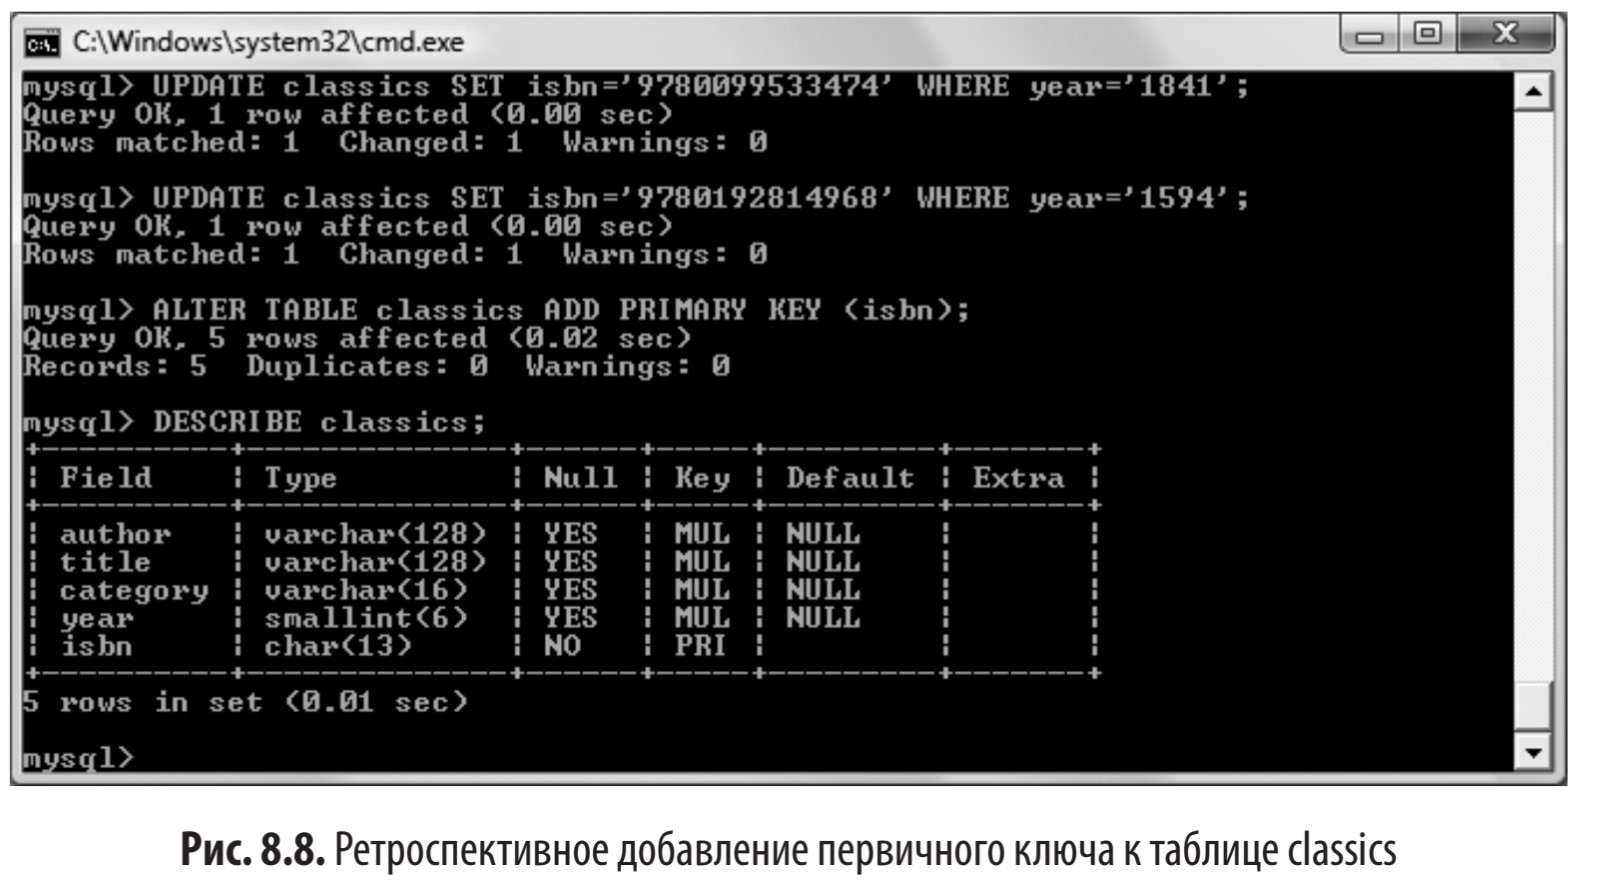 C:\Windows\system32\cmd.exe
mysql> UPDATE classics SET isbn='9780099533474' WHERE year='1841';
Query OK, 1 row affected (0.00 sec)
Rows matched: 1  Changed: 1  Warnings: 0
mysql> UPDATE classics SET isbn='9780192814968' WHERE year='1594';
Query OK, 1 row affected (0.00 sec)
Rows matched: 1  Changed: 1  Warnings: 0
mysql> ALTER TABLE classics ADD PRIMARY KEY (isbn);
Query OK, 5 rows affected (0.02 sec)
Records: 5  Duplicates: 0  Warnings: 0
mysql> DESCRIBE classics;
+----------+--------------+------+-----+---------+-------+
| Field    | Type         | Null | Key | Default | Extra |
+----------+--------------+------+-----+---------+-------+
| author   | varchar(128) | YES  | MUL | NULL    |       |
| title    | varchar(128) | YES  | MUL | NULL    |       |
| category | varchar(16)  | YES  | MUL | NULL    |       |
| year     | smallint(6)  | YES  | MUL | NULL    |       |
| isbn     | char(13)     | NO   | PRI |         |       |
+----------+--------------+------+-----+---------+-------+
5 rows in set (0.01 sec)
mysql>
Рис. 8.8. Ретроспективное добавление первичного ключа к таблице classics